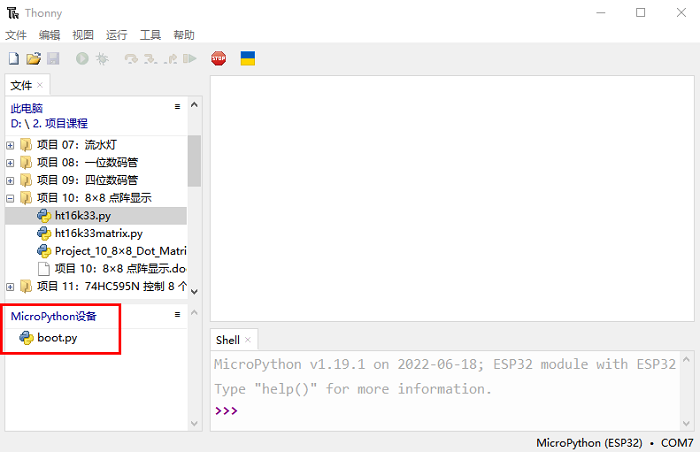 Thonny
文件 编辑 视图 运行 工具 帮助
STOP
文件 ×
此电脑
D: \ 2. 项目课程
项目 07：流水灯
项目 08：一位数码管
项目 09：四位数码管
项目 10：8×8 点阵显示
ht16k33.py
ht16k33matrix.py
Project_10_8×8_Dot_Matri
项目 10：8×8 点阵显示.do
项目 11：74HC595N 控制 8 个
MicroPython设备
boot.py
Shell ×
MicroPython v1.19.1 on 2022-06-18; ESP32 module with ESP32
Type "help()" for more information.
>>>
MicroPython (ESP32) • COM7